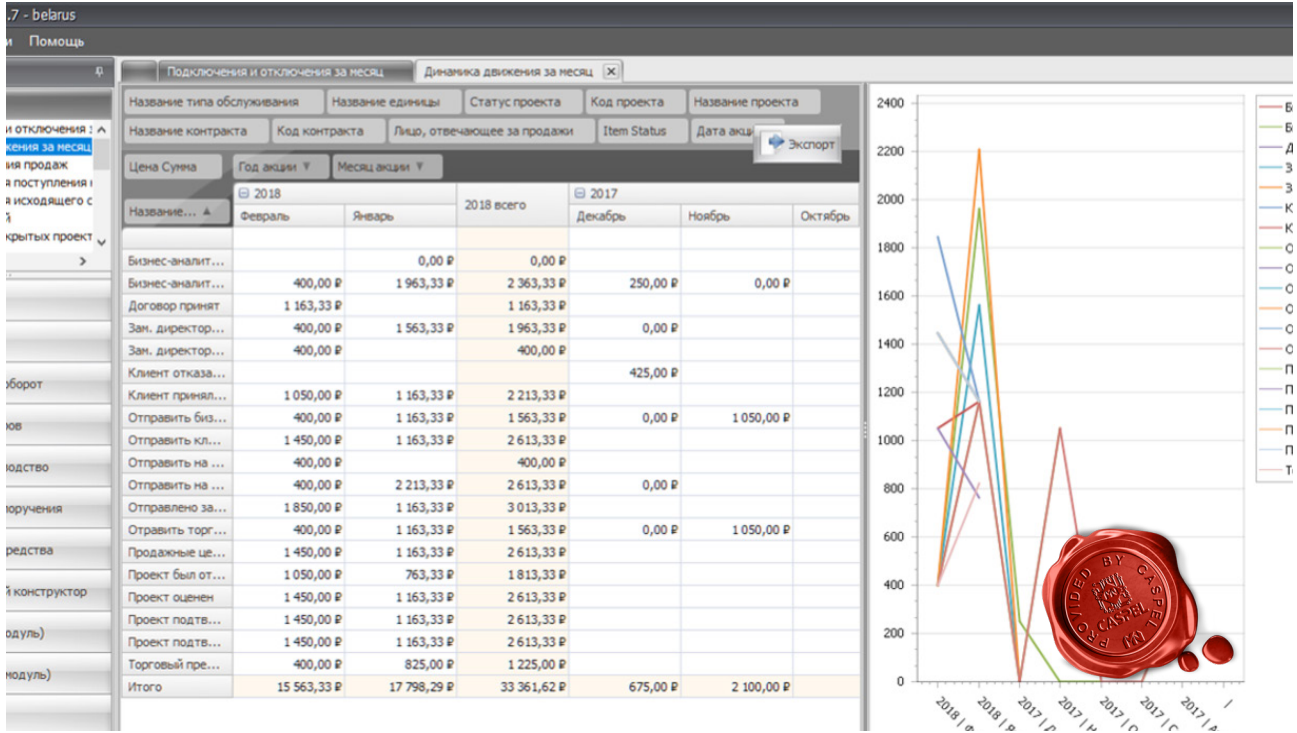 .7 - belarus
и Помощь
Подключения и отключения за месяц Динамика движения за месяц
Название типа обслуживания Название единицы Статус проекта Код проекта Название проекта
Название контракта Код контракта Лицо, отвечающее за продажи Item Status Дата акц
Экспорт
Цена Сумма Год акции Месяц акции
Название... 2018 2018 всего 2017
Февраль Январь Декабрь Ноябрь Октябрь
Бизнес-аналит... 0,00 ₽ 0,00 ₽
Бизнес-аналит... 400,00 ₽ 1 963,33 ₽ 2 363,33 ₽ 250,00 ₽ 0,00 ₽
Договор принят 1 163,33 ₽ 1 163,33 ₽
Зам. директор... 400,00 ₽ 1 563,33 ₽ 1 963,33 ₽ 0,00 ₽
Зам. директор... 400,00 ₽ 400,00 ₽
Клиент отказа... 425,00 ₽
Клиент принял... 1 050,00 ₽ 1 163,33 ₽ 2 213,33 ₽
Отправить биз... 400,00 ₽ 1 163,33 ₽ 1 563,33 ₽ 0,00 ₽ 1 050,00 ₽
Отправить кл... 1 450,00 ₽ 1 163,33 ₽ 2 613,33 ₽
Отправить на ... 400,00 ₽ 400,00 ₽
Отправить на ... 400,00 ₽ 2 213,33 ₽ 2 613,33 ₽ 0,00 ₽
Отправлено за... 1 850,00 ₽ 1 163,33 ₽ 3 013,33 ₽
Отравить торг... 400,00 ₽ 1 163,33 ₽ 1 563,33 ₽ 0,00 ₽ 1 050,00 ₽
Продажные це... 1 450,00 ₽ 1 163,33 ₽ 2 613,33 ₽
Проект был от... 1 050,00 ₽ 763,33 ₽ 1 813,33 ₽
Проект оценен 1 450,00 ₽ 1 163,33 ₽ 2 613,33 ₽
Проект подтв... 1 450,00 ₽ 1 163,33 ₽ 2 613,33 ₽
Проект подтв... 1 450,00 ₽ 1 163,33 ₽ 2 613,33 ₽
Торговый пре... 400,00 ₽ 825,00 ₽ 1 225,00 ₽
Итого 15 563,33 ₽ 17 798,29 ₽ 33 361,62 ₽ 675,00 ₽ 2 100,00 ₽
и отключения з
жения за месяц
ия продаж
я поступления
я исходящего с
й
крытых проект
оборот
ров
водство
поручения
редства
й конструктор
одуль)
модуль)
2400
2200
2000
1800
1600
1400
1200
1000
800
600
400
200
0
2018 | Ф
2018 | Я
2017 | Д
2017 | Н
2017 | О
2017 | С
2017 | А
Б
Б
Д
З
З
К
К
О
О
О
О
О
О
П
П
П
П
П
То
PROVIDED BY CASPEL
CASPEL